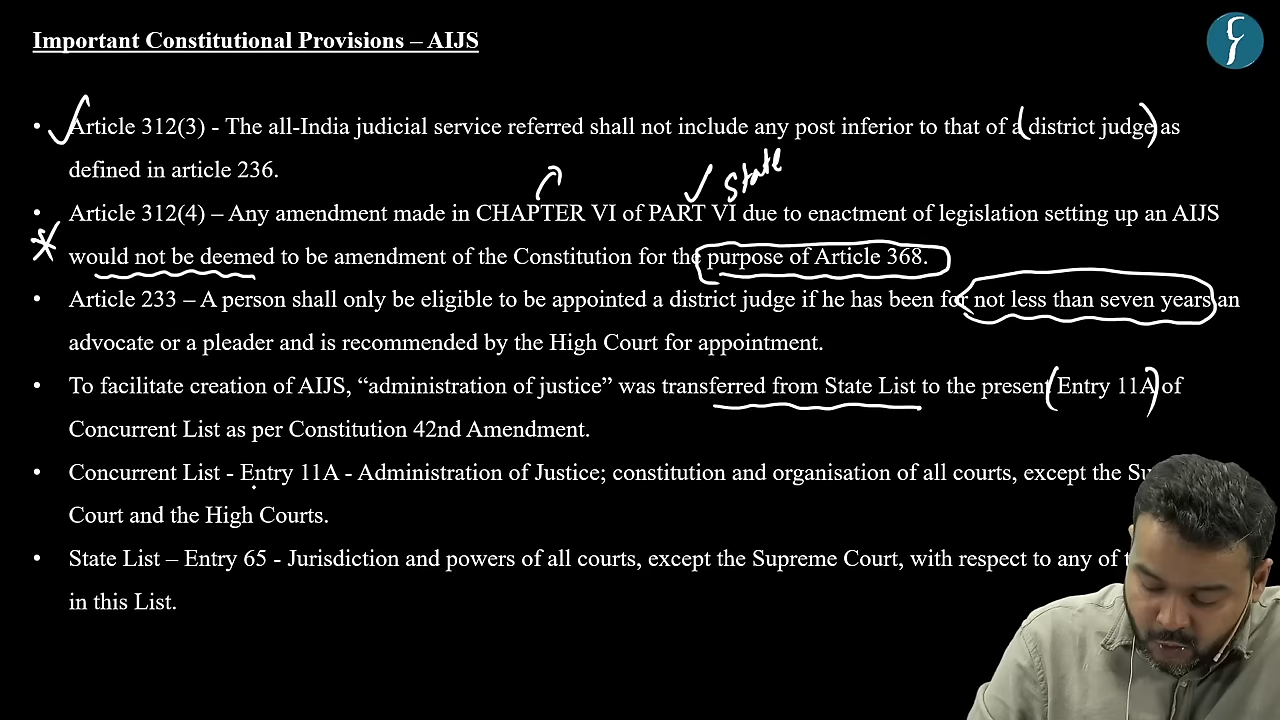 Important Constitutional Provisions – AIJS
• Article 312(3) - The all-India judicial service referred shall not include any post inferior to that of a (district judge) as
defined in article 236.
State
• Article 312(4) – Any amendment made in CHAPTER VI of PART VI due to enactment of legislation setting up an AIJS
would not be deemed to be amendment of the Constitution for the purpose of Article 368.
• Article 233 – A person shall only be eligible to be appointed a district judge if he has been for not less than seven years an
advocate or a pleader and is recommended by the High Court for appointment.
• To facilitate creation of AIJS, “administration of justice” was transferred from State List to the present (Entry 11A) of
Concurrent List as per Constitution 42nd Amendment.
• Concurrent List - Entry 11A - Administration of Justice; constitution and organisation of all courts, except the
Court and the High Courts.
• State List – Entry 65 - Jurisdiction and powers of all courts, except the Supreme Court, with respect to any of
in this List.